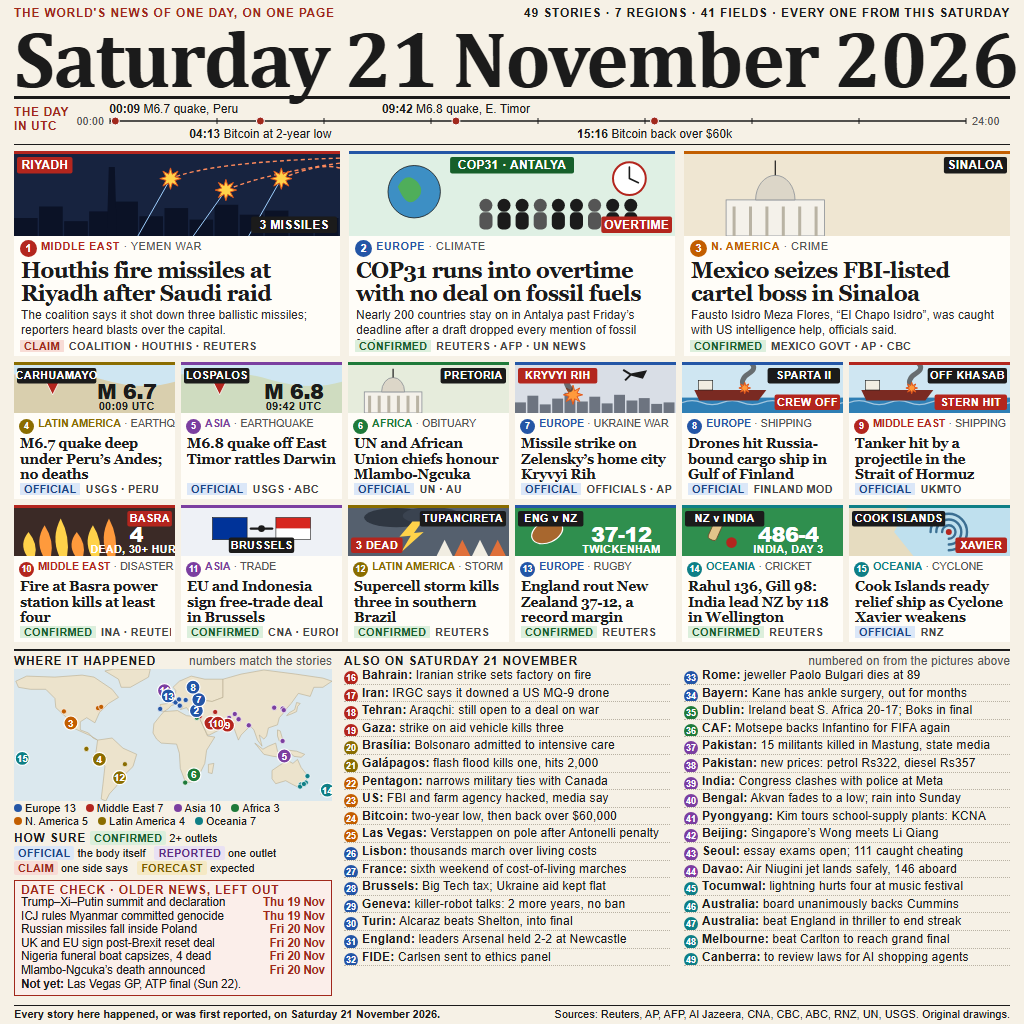 THE WORLD'S NEWS OF ONE DAY, ON ONE PAGE
49 STORIES · 7 REGIONS · 41 FIELDS · EVERY ONE FROM THIS SATURDAY
Saturday 21 November 2026
THE DAY
IN UTC
00:00
00:09 M6.7 quake, Peru
09:42 M6.8 quake, E. Timor
04:13 Bitcoin at 2-year low
15:16 Bitcoin back over $60k
24:00
RIYADH
3 MISSILES
1 MIDDLE EAST · YEMEN WAR
Houthis fire missiles at
Riyadh after Saudi raid
The coalition says it shot down three ballistic missiles;
reporters heard blasts over the capital.
CLAIM COALITION · HOUTHIS · REUTERS
COP31 · ANTALYA
OVERTIME
2 EUROPE · CLIMATE
COP31 runs into overtime
with no deal on fossil fuels
Nearly 200 countries stay on in Antalya past Friday's
deadline after a draft dropped every mention of fossil
CONFIRMED REUTERS · AFP · UN NEWS
SINALOA
3 N. AMERICA · CRIME
Mexico seizes FBI-listed
cartel boss in Sinaloa
Fausto Isidro Meza Flores, “El Chapo Isidro”, was caught
with US intelligence help, officials said.
CONFIRMED MEXICO GOVT · AP · CBC
CARHUAMAYO
M 6.7
00:09 UTC
4 LATIN AMERICA · EARTHQ
M6.7 quake deep
under Peru’s Andes;
no deaths
OFFICIAL USGS · PERU
LOSPALOS
M 6.8
09:42 UTC
5 ASIA · EARTHQUAKE
M6.8 quake off East
Timor rattles Darwin
OFFICIAL USGS · ABC
PRETORIA
6 AFRICA · OBITUARY
UN and African
Union chiefs honour
Mlambo-Ngcuka
OFFICIAL UN · AU
KRYVYI RIH
7 EUROPE · UKRAINE WAR
Missile strike on
Zelensky’s home city
Kryvyi Rih
OFFICIAL OFFICIALS · AP
SPARTA II
CREW OFF
8 EUROPE · SHIPPING
Drones hit Russia-
bound cargo ship in
Gulf of Finland
OFFICIAL FINLAND MOD
OFF KHASAB
STERN HIT
9 MIDDLE EAST · SHIPPING
Tanker hit by a
projectile in the
Strait of Hormuz
OFFICIAL UKMTO
BASRA
4
DEAD, 30+ HUR
10 MIDDLE EAST · DISASTER
Fire at Basra power
station kills at least
four
CONFIRMED INA · REUTE
BRUSSELS
11 ASIA · TRADE
EU and Indonesia
sign free-trade deal
in Brussels
CONFIRMED CNA · EURON
TUPANCIRETA
3 DEAD
12 LATIN AMERICA · STORM
Supercell storm kills
three in southern
Brazil
CONFIRMED REUTERS
ENG v NZ
37-12
TWICKENHAM
13 EUROPE · RUGBY
England rout New
Zealand 37-12, a
record margin
CONFIRMED REUTERS
NZ v INDIA
486-4
INDIA, DAY 3
14 OCEANIA · CRICKET
Rahul 136, Gill 98:
India lead NZ by 118
in Wellington
CONFIRMED REUTERS
COOK ISLANDS
XAVIER
15 OCEANIA · CYCLONE
Cook Islands ready
relief ship as Cyclone
Xavier weakens
OFFICIAL RNZ
WHERE IT HAPPENED
numbers match the stories
13
8
7
2
10
9
3
15
4
12
6
5
14
Europe 13 Middle East 7 Asia 10 Africa 3
N. America 5 Latin America 4 Oceania 7
HOW SURE CONFIRMED 2+ outlets
OFFICIAL the body itself REPORTED one outlet
CLAIM one side says FORECAST expected
DATE CHECK · OLDER NEWS, LEFT OUT
Trump–Xi–Putin summit and declaration Thu 19 Nov
ICJ rules Myanmar committed genocide Thu 19 Nov
Russian missiles fall inside Poland Fri 20 Nov
UK and EU sign post-Brexit reset deal Fri 20 Nov
Nigeria funeral boat capsizes, 4 dead Fri 20 Nov
Mlambo-Ngcuka’s death announced Fri 20 Nov
Not yet: Las Vegas GP, ATP final (Sun 22).
ALSO ON SATURDAY 21 NOVEMBER
numbered on from the pictures above
16 Bahrain: Iranian strike sets factory on fire
17 Iran: IRGC says it downed a US MQ-9 drone
18 Tehran: Araqchi: still open to a deal on war
19 Gaza: strike on aid vehicle kills three
20 Brasília: Bolsonaro admitted to intensive care
21 Galápagos: flash flood kills one, hits 2,000
22 Pentagon: narrows military ties with Canada
23 US: FBI and farm agency hacked, media say
24 Bitcoin: two-year low, then back over $60,000
25 Las Vegas: Verstappen on pole after Antonelli penalty
26 Lisbon: thousands march over living costs
27 France: sixth weekend of cost-of-living marches
28 Brussels: Big Tech tax; Ukraine aid kept flat
29 Geneva: killer-robot talks: 2 more years, no ban
30 Turin: Alcaraz beats Shelton, into final
31 England: leaders Arsenal held 2-2 at Newcastle
32 FIDE: Carlsen sent to ethics panel
33 Rome: jeweller Paolo Bulgari dies at 89
34 Bayern: Kane has ankle surgery, out for months
35 Dublin: Ireland beat S. Africa 20-17; Boks in final
36 CAF: Motsepe backs Infantino for FIFA again
37 Pakistan: 15 militants killed in Mastung, state media
38 Pakistan: new prices: petrol Rs322, diesel Rs357
39 India: Congress clashes with police at Meta
40 Bengal: Akvan fades to a low; rain into Sunday
41 Pyongyang: Kim tours school-supply plants: KCNA
42 Beijing: Singapore’s Wong meets Li Qiang
43 Seoul: essay exams open; 111 caught cheating
44 Davao: Air Niugini jet lands safely, 146 aboard
45 Tocumwal: lightning hurts four at music festival
46 Australia: board unanimously backs Cummins
47 Australia: beat England in thriller to end streak
48 Melbourne: beat Carlton to reach grand final
49 Canberra: to review laws for AI shopping agents
Every story here happened, or was first reported, on Saturday 21 November 2026.
Sources: Reuters, AP, AFP, Al Jazeera, CNA, CBC, ABC, RNZ, UN, USGS. Original drawings.